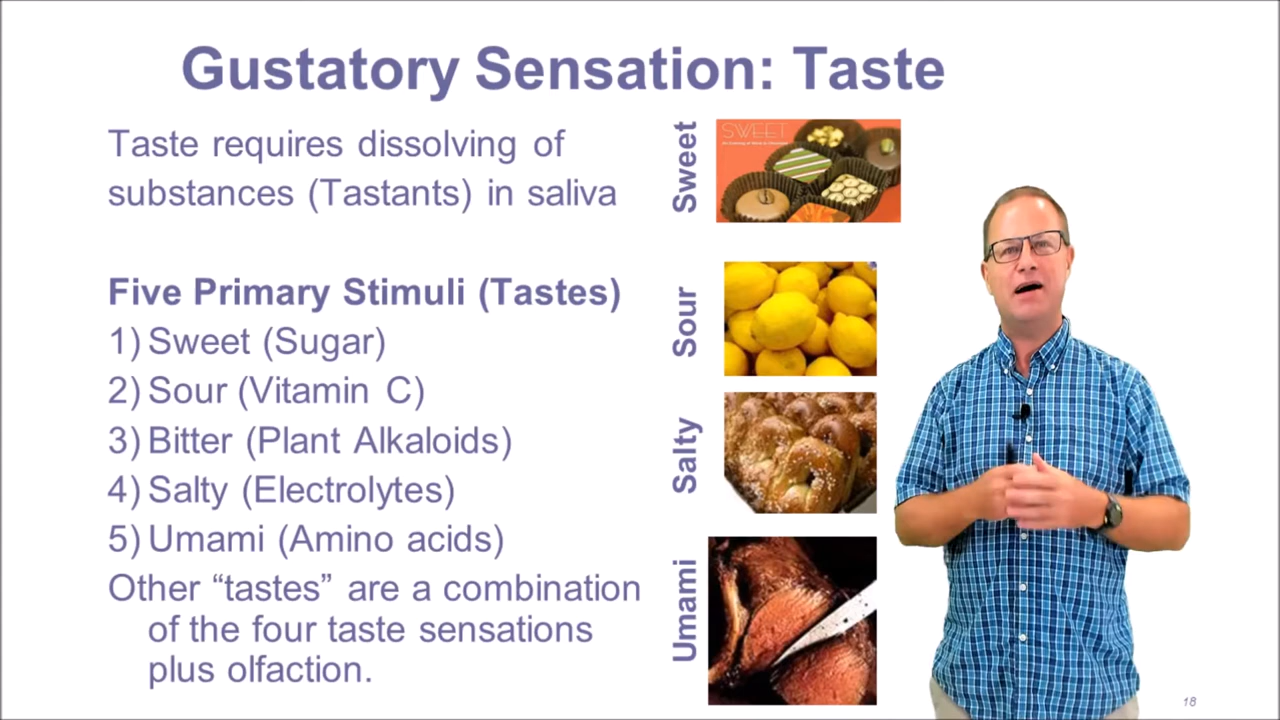 Gustatory Sensation: Taste
Taste requires dissolving of
substances (Tastants) in saliva
Five Primary Stimuli (Tastes)
1) Sweet (Sugar)
2) Sour (Vitamin C)
3) Bitter (Plant Alkaloids)
4) Salty (Electrolytes)
5) Umami (Amino acids)
Other “tastes” are a combination
of the four taste sensations
plus olfaction.
Sweet
SWEET
Sour
Salty
Umami
18